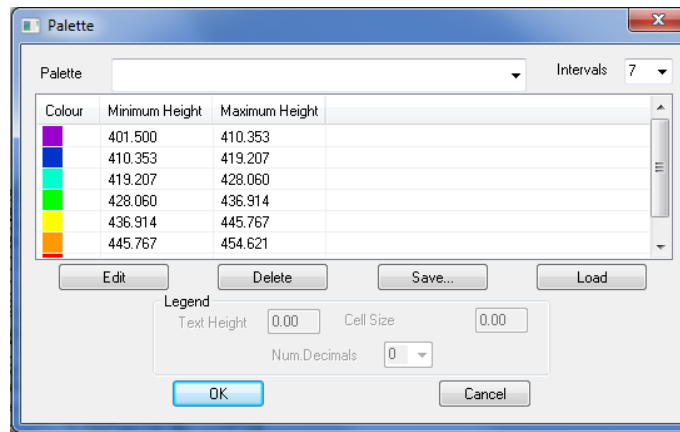 Palette
Palette Intervals 7
Colour Minimum Height Maximum Height
401.500 410.353
410.353 419.207
419.207 428.060
428.060 436.914
436.914 445.767
445.767 454.621
Edit Delete Save... Load
Legend
Text Height 0.00 Cell Size 0.00
Num.Decimals 0
OK Cancel